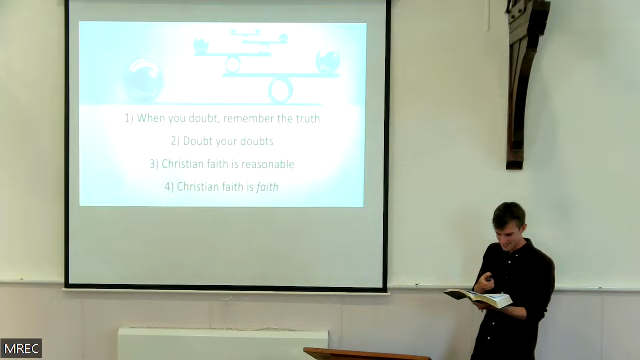 1) When you doubt, remember the truth
2) Doubt your doubts
3) Christian faith is reasonable
4) Christian faith is faith
MREC